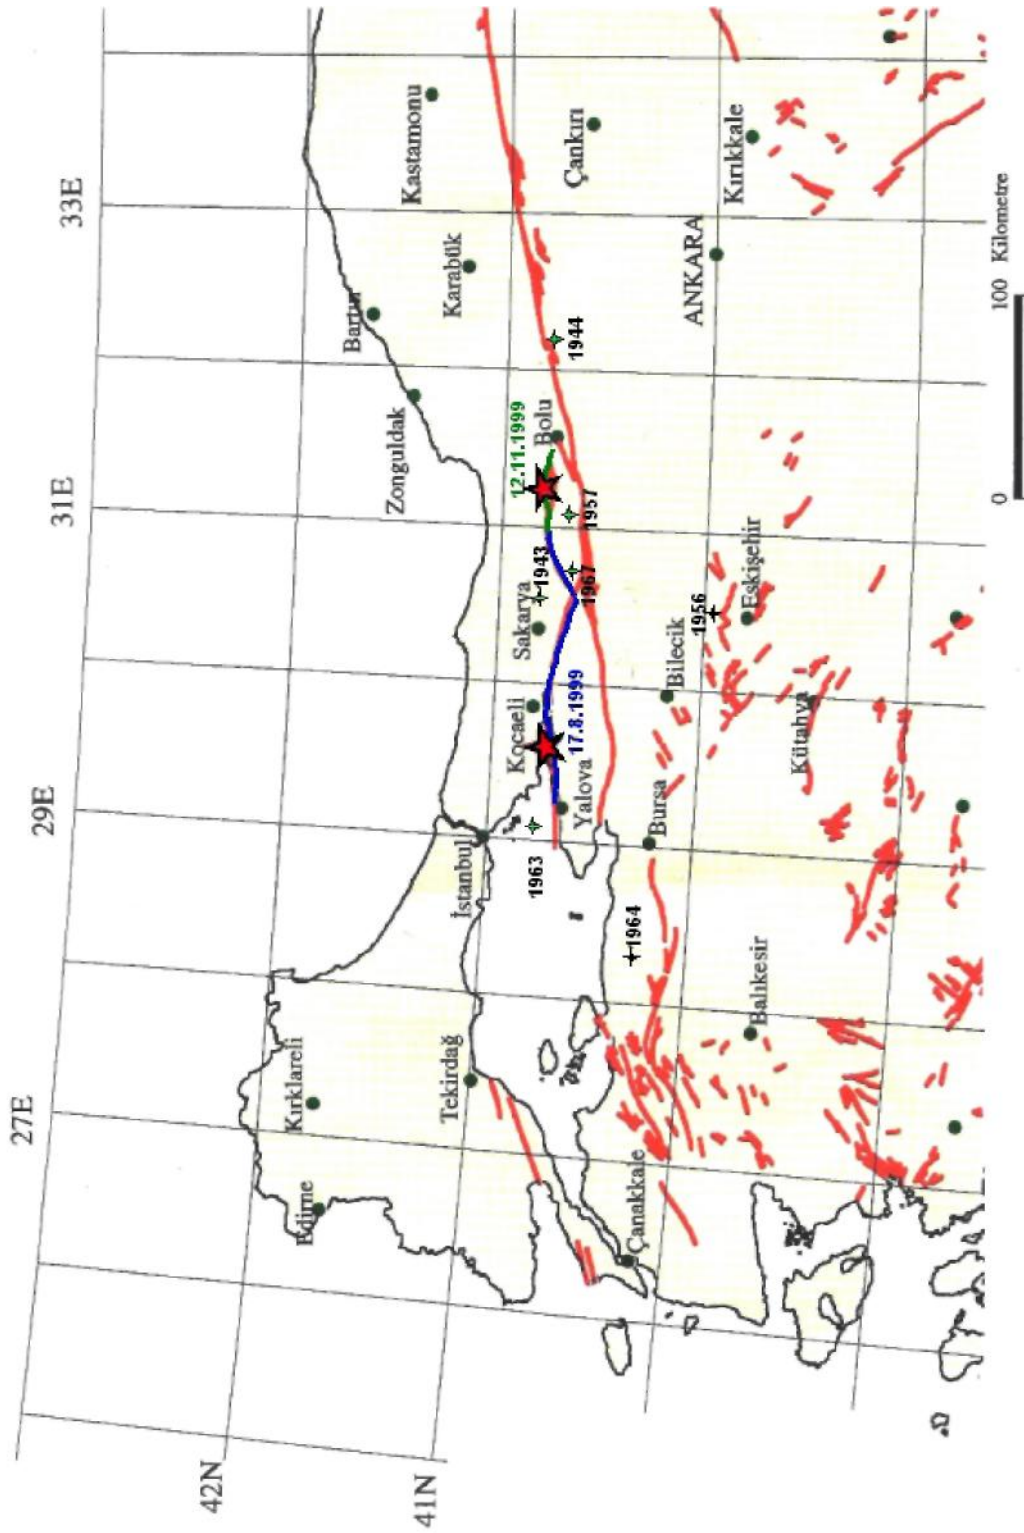 27E
29E
31E
33E
42N
41N
Edirne
Kırklareli
Tekirdağ
İstanbul
Çanakkale
Balıkesir
Bursa
Yalova
Kocaeli
Sakarya
Bilecik
Eskişehir
Kütahya
Bolu
Zonguldak
Bartın
Karabük
Kastamonu
Çankırı
Kırıkkale
ANKARA
1963
1964
17.8.1999
1943
1967
1957
1956
12.11.1999
1944
0
100
Kilometre